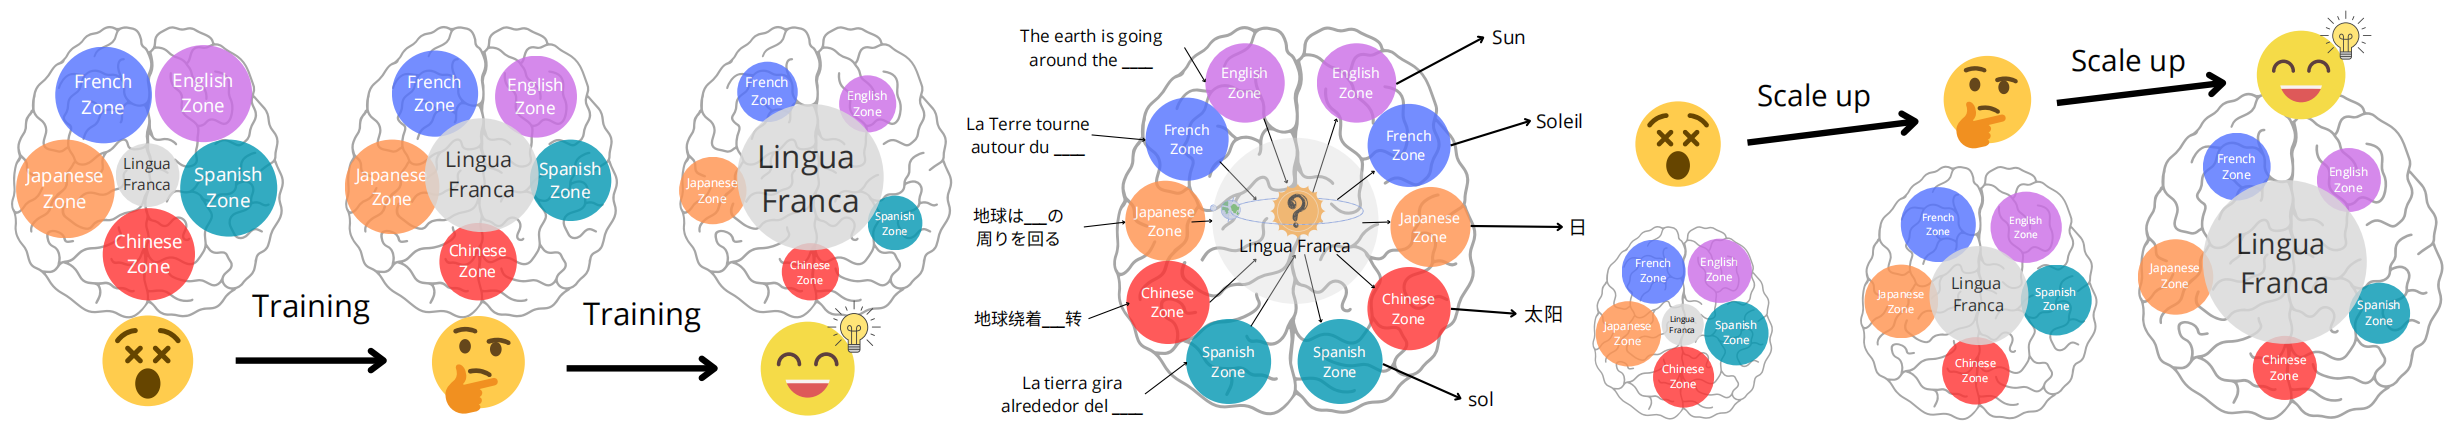 French
Zone
English
Zone
Lingua
Franca
Japanese
Zone
Spanish
Zone
Chinese
Zone
Training
French
Zone
English
Zone
Lingua
Franca
Japanese
Zone
Spanish
Zone
Chinese
Zone
Training
French
Zone
English
Zone
Lingua
Franca
Japanese
Zone
Spanish
Zone
Chinese
Zone
The earth is going
around the ____
La Terre tourne
autour du ____
地球は___の
周りを回る
地球绕着___转
La tierra gira
alrededor del ____
English
Zone
French
Zone
Japanese
Zone
Chinese
Zone
Spanish
Zone
?
Lingua Franca
English
Zone
French
Zone
Japanese
Zone
Chinese
Zone
Spanish
Zone
Sun
Soleil
日
太阳
sol
Scale up
Scale up
French
Zone
English
Zone
Lingua
Franca
Japanese
Zone
Spanish
Zone
Chinese
Zone
French
Zone
English
Zone
Lingua
Franca
Japanese
Zone
Spanish
Zone
Chinese
Zone
French
Zone
English
Zone
Lingua
Franca
Japanese
Zone
Spanish
Zone
Chinese
Zone